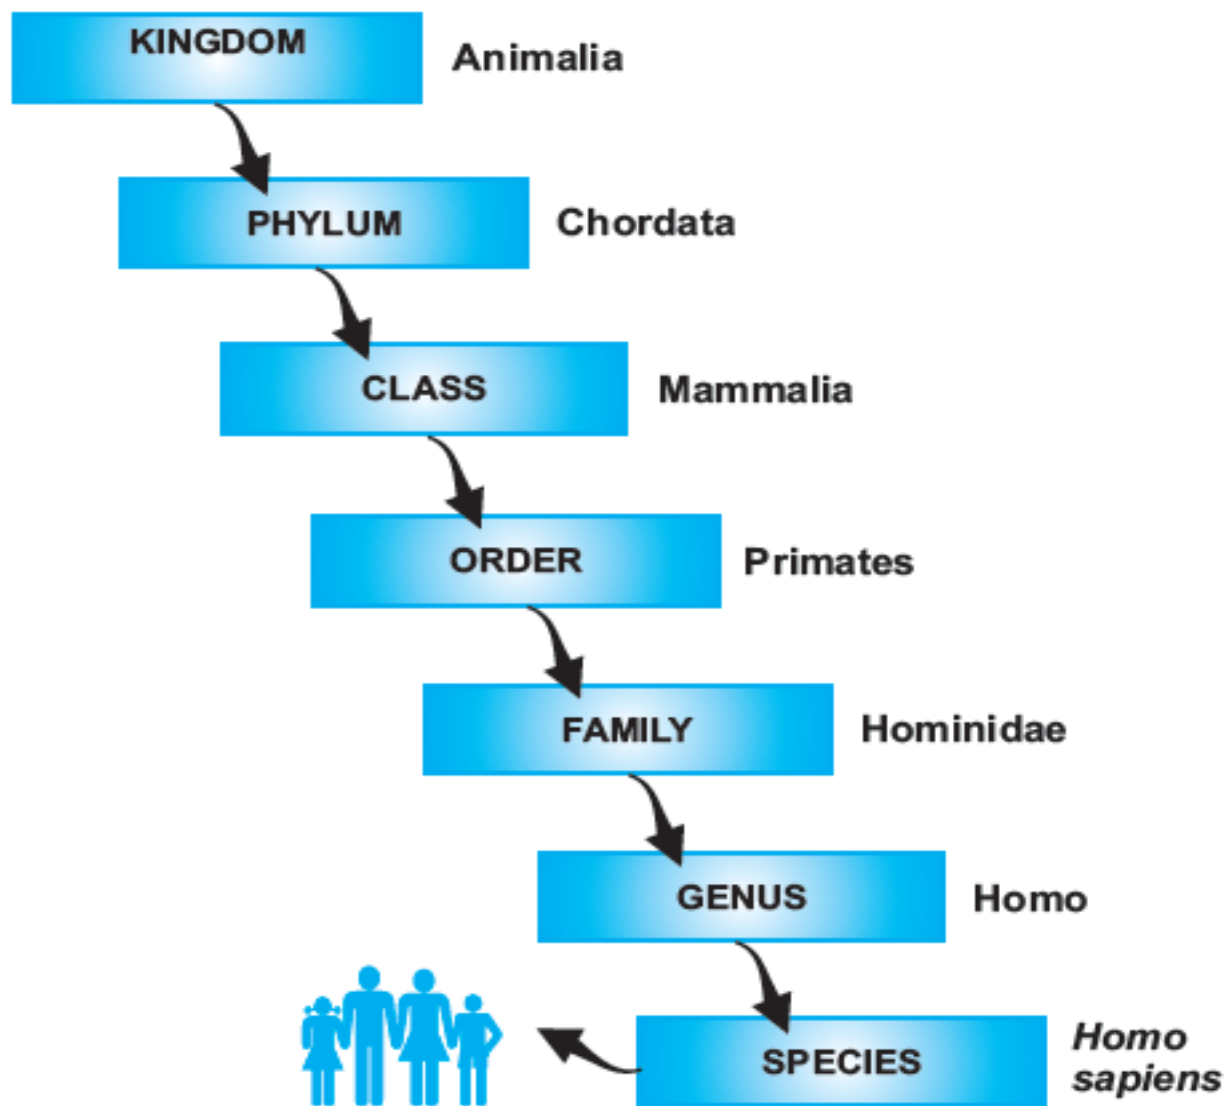 KINGDOM Animalia
PHYLUM Chordata
CLASS Mammalia
ORDER Primates
FAMILY Hominidae
GENUS Homo
SPECIES Homo
sapiens